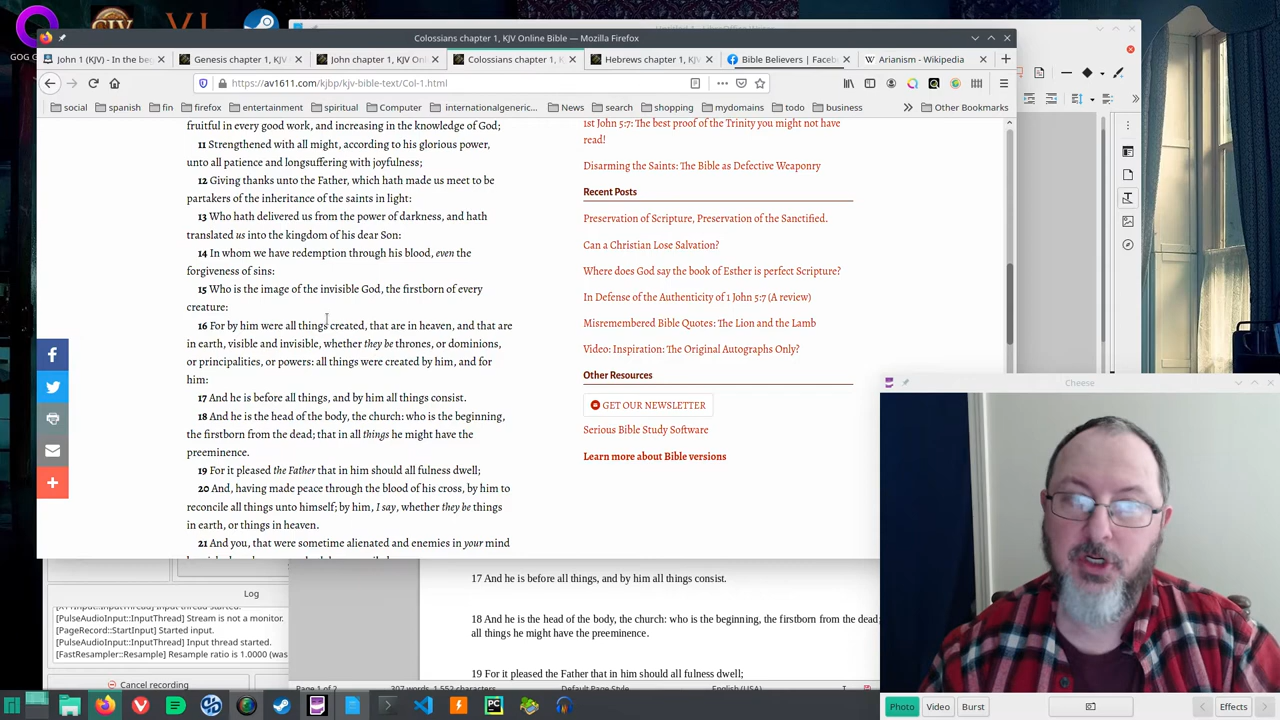 GOG G
Colossians chapter 1, KJV Online Bible — Mozilla Firefox
John 1 (KJV) - In the be
Genesis chapter 1, KJV
John chapter 1, KJV Onl
Colossians chapter 1, K
Hebrews chapter 1, KJV
Bible Believers | Faceb
Arianism - Wikipedia
https://av1611.com/kjbp/kjv-bible-text/Col-1.html
social
spanish
fin
firefox
entertainment
spiritual
Computer
internationalgeneric...
News
search
shopping
mydomains
todo
business
Other Bookmarks
fruitful in every good work, and increasing in the knowledge of God;
11 Strengthened with all might, according to his glorious power,
unto all patience and longsuffering with joyfulness;
12 Giving thanks unto the Father, which hath made us meet to be
partakers of the inheritance of the saints in light:
13 Who hath delivered us from the power of darkness, and hath
translated us into the kingdom of his dear Son:
14 In whom we have redemption through his blood, even the
forgiveness of sins:
15 Who is the image of the invisible God, the firstborn of every
creature:
16 For by him were all things created, that are in heaven, and that are
in earth, visible and invisible, whether they be thrones, or dominions,
or principalities, or powers: all things were created by him, and for
him:
17 And he is before all things, and by him all things consist.
18 And he is the head of the body, the church: who is the beginning,
the firstborn from the dead; that in all things he might have the
preeminence.
19 For it pleased the Father that in him should all fulness dwell;
20 And, having made peace through the blood of his cross, by him to
reconcile all things unto himself; by him, I say, whether they be things
in earth, or things in heaven.
21 And you, that were sometime alienated and enemies in your mind
1st John 5:7: The best proof of the Trinity you might not have
read!
Disarming the Saints: The Bible as Defective Weaponry
Recent Posts
Preservation of Scripture, Preservation of the Sanctified.
Can a Christian Lose Salvation?
Where does God say the book of Esther is perfect Scripture?
In Defense of the Authenticity of 1 John 5:7 (A review)
Misremembered Bible Quotes: The Lion and the Lamb
Video: Inspiration: The Original Autographs Only?
Other Resources
GET OUR NEWSLETTER
Serious Bible Study Software
Learn more about Bible versions
Cheese
Log
[PulseAudioInput::InputThread] Stream is not a monitor.
[PageRecord::StartInput] Started input.
[PulseAudioInput::InputThread] Input thread started.
[FastResampler::Resample] Resample ratio is 1.0000 (was
Cancel recording
17 And he is before all things, and by him all things consist.
18 And he is the head of the body, the church: who is the beginning, the firstborn from the dead;
all things he might have the preeminence.
19 For it pleased the Father that in him should all fulness dwell;
Page 1 of 2
307 words, 1,552 characters
Default Page Style
English (USA)
Photo
Video
Burst
Effects